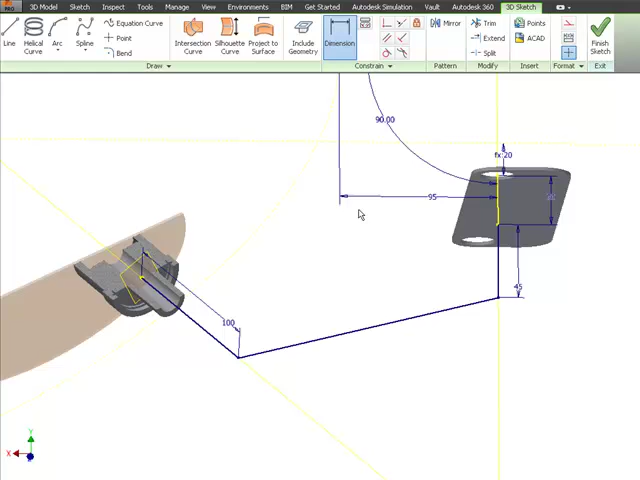 PRO
3D Model Sketch Inspect Tools Manage View Environments BIM Get Started Autodesk Simulation Vault Autodesk 360 3D Sketch
Line Helical Curve Arc Spline
Equation Curve
Point
Bend
Intersection Curve
Silhouette Curve
Project to Surface
Include Geometry
Dimension
Mirror
Trim
Extend
Split
Points
ACAD
Finish Sketch
Draw Constrain Pattern Modify Insert Format Exit
90.00
fx:20
95
45
100
Y
X